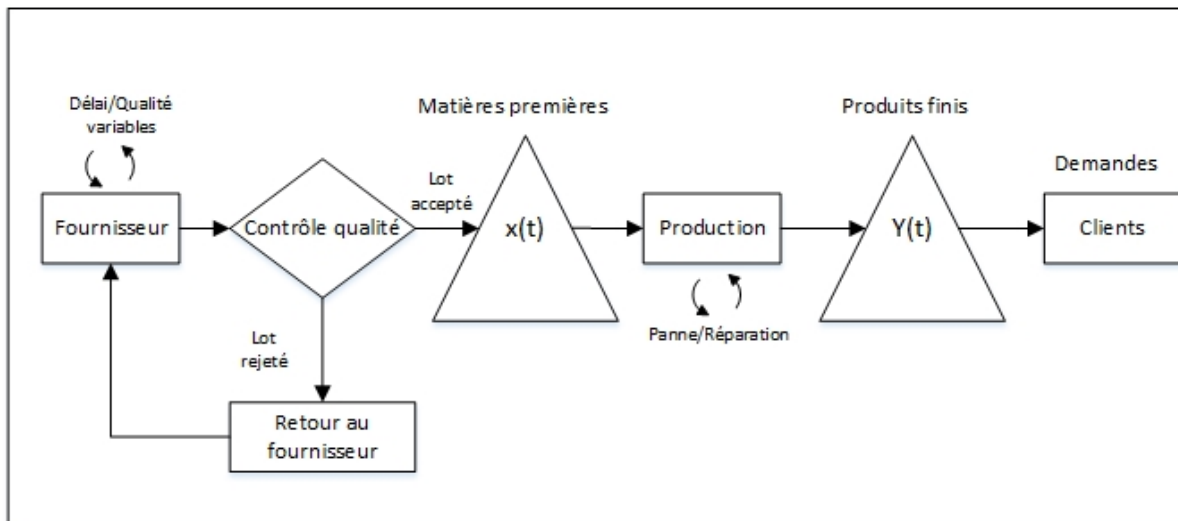 Délai/Qualité
variables
Matières premières
Produits finis
Demandes
Fournisseur
Contrôle qualité
Lot
accepté
x(t)
Production
Y(t)
Clients
Panne/Réparation
Lot
rejeté
Retour au
fournisseur